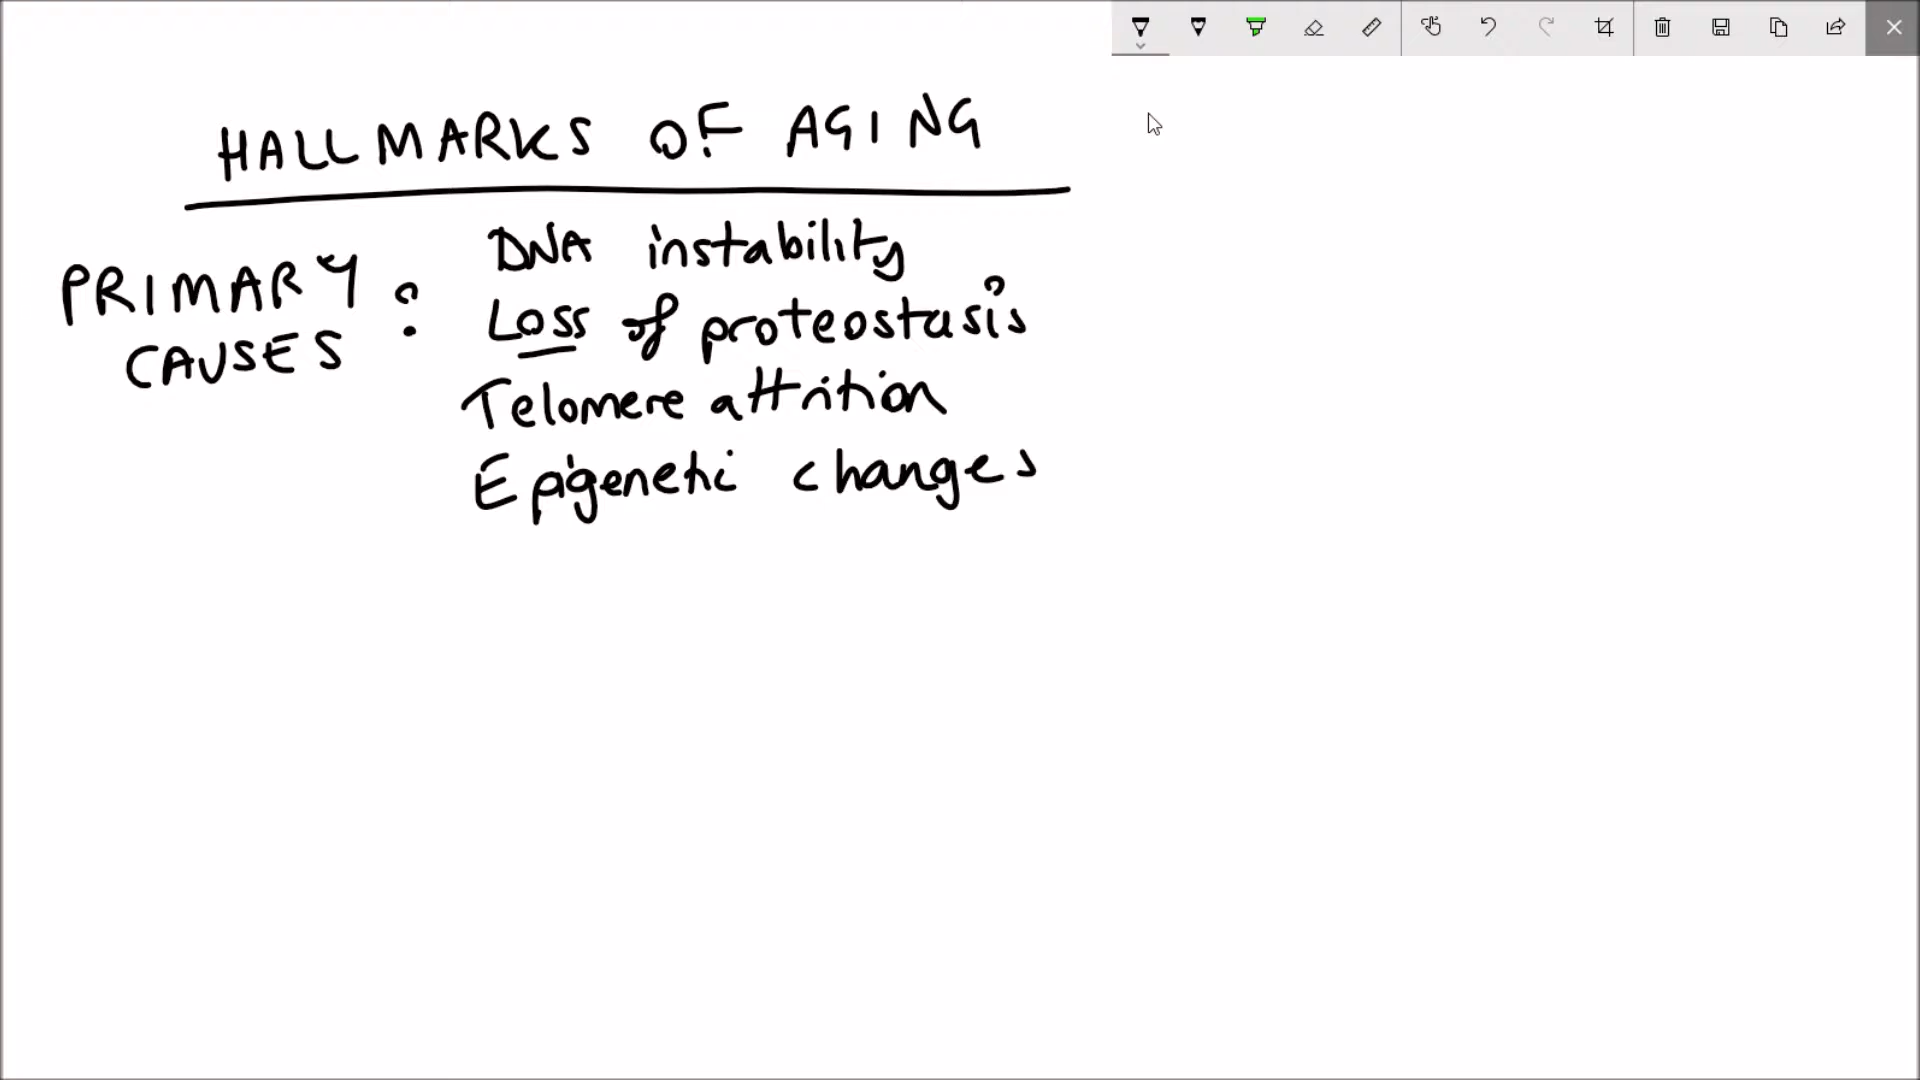 HALLMARKS OF AGING
PRIMARY CAUSES :
DNA instability
Loss of proteostasis
Telomere attrition
Epigenetic changes